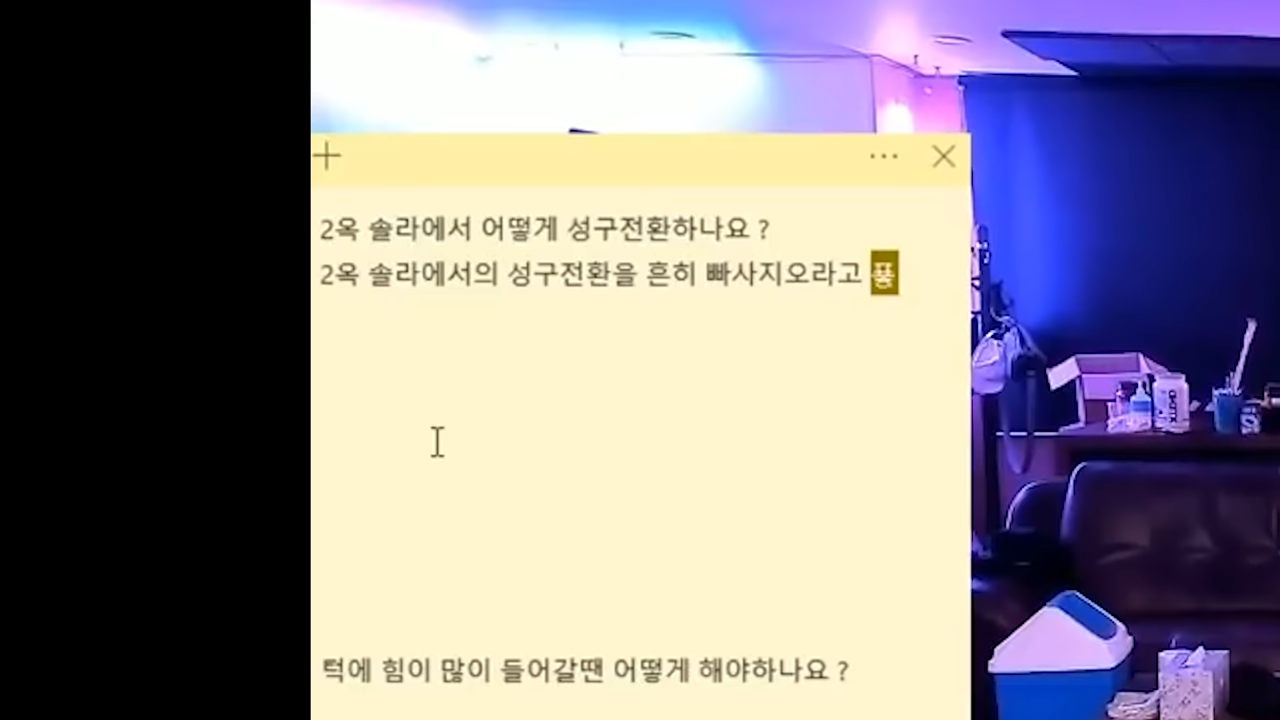 2옥 솔라에서 어떻게 성구전환하나요 ?
2옥 솔라에서의 성구전환을 흔히 빠사지오라고
턱에 힘이 많이 들어갈땐 어떻게 해야하나요 ?